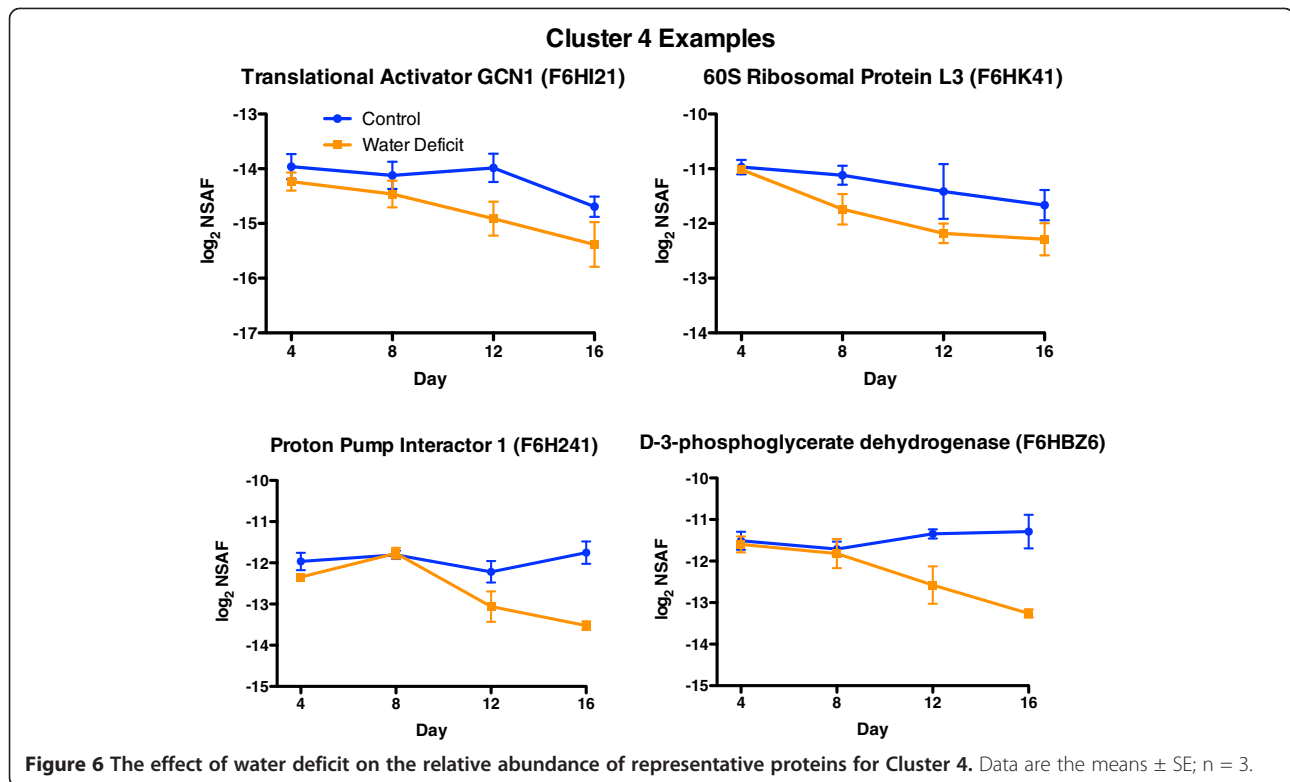 Cluster 4 Examples
Translational Activator GCN1 (F6HI21)
-13
-14
-15
-16
-17
log2 NSAF
Control
Water Deficit
4 8 12 16
Day
60S Ribosomal Protein L3 (F6HK41)
-10
-11
-12
-13
-14
log2 NSAF
4 8 12 16
Day
Proton Pump Interactor 1 (F6H241)
-10
-11
-12
-13
-14
-15
log2 NSAF
4 8 12 16
Day
D-3-phosphoglycerate dehydrogenase (F6HBZ6)
-10
-11
-12
-13
-14
-15
log2 NSAF
4 8 12 16
Day
Figure 6 The effect of water deficit on the relative abundance of representative proteins for Cluster 4. Data are the means ± SE; n = 3.